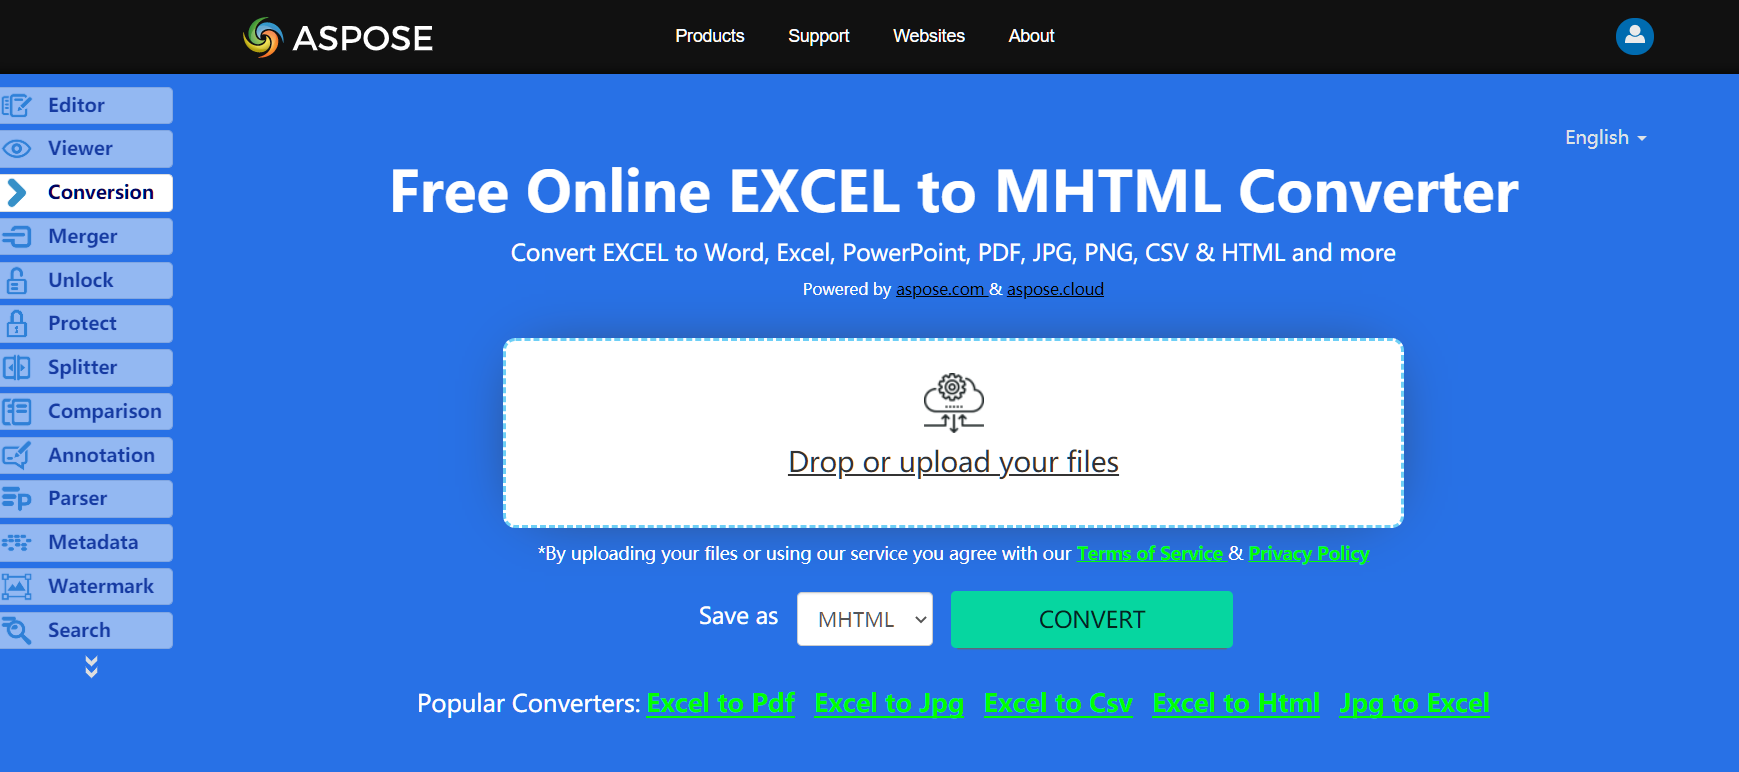 ASPOSE
Products Support Websites About
Editor
Viewer
Conversion
Merger
Unlock
Protect
Splitter
Comparison
Annotation
Parser
Metadata
Watermark
Search
English
Free Online EXCEL to MHTML Converter
Convert EXCEL to Word, Excel, PowerPoint, PDF, JPG, PNG, CSV & HTML and more
Powered by aspose.com & aspose.cloud
Drop or upload your files
*By uploading your files or using our service you agree with our Terms of Service & Privacy Policy
Save as MHTML CONVERT
Popular Converters: Excel to Pdf Excel to Jpg Excel to Csv Excel to Html Jpg to Excel